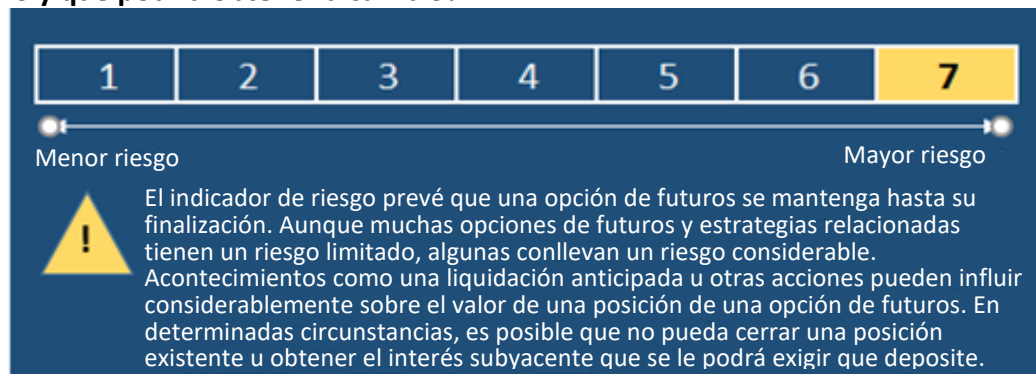 1 2 3 4 5 6 7
Menor riesgo Mayor riesgo
El indicador de riesgo prevé que una opción de futuros se mantenga hasta su
finalización. Aunque muchas opciones de futuros y estrategias relacionadas
! tienen un riesgo limitado, algunas conllevan un riesgo considerable.
Acontecimientos como una liquidación anticipada u otras acciones pueden influir
considerablemente sobre el valor de una posición de una opción de futuros. En
determinadas circunstancias, es posible que no pueda cerrar una posición
existente u obtener el interés subyacente que se le podrá exigir que deposite.